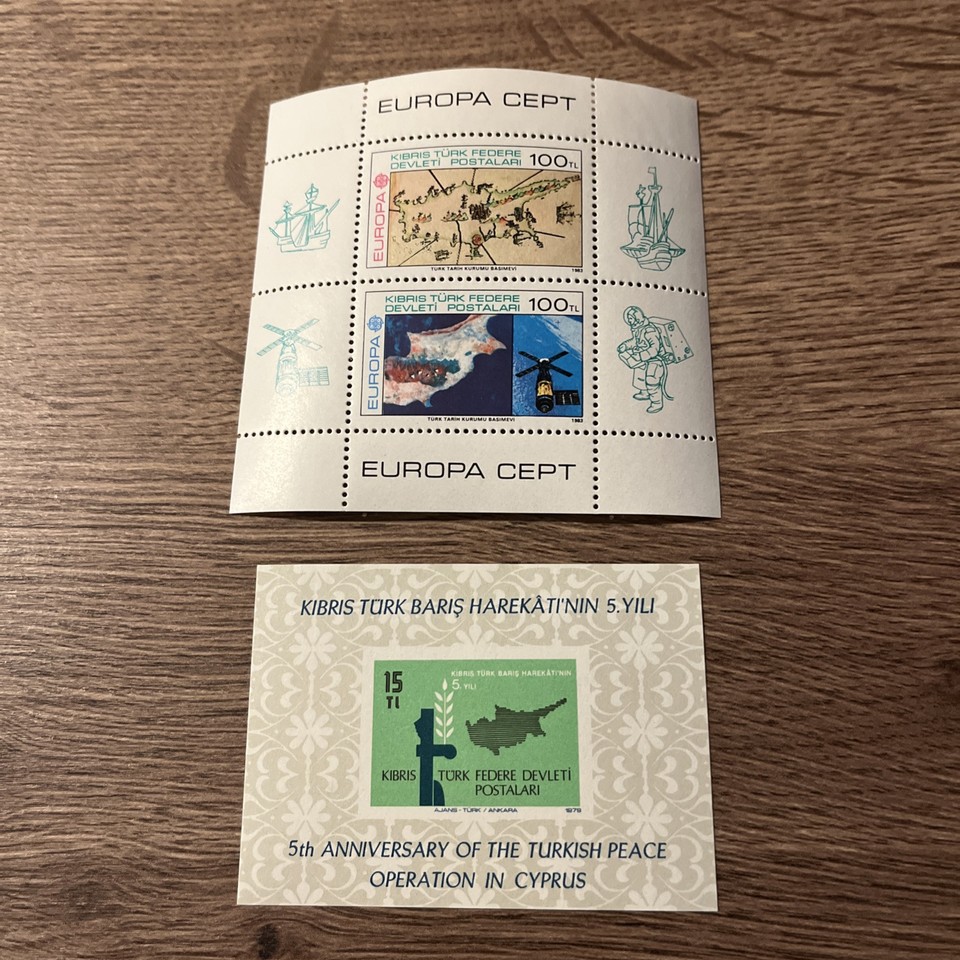 EUROPA CEPT
KIBRIS TÜRK FEDERE
DEVLETİ POSTALARI 100TL
EUROPA
TÜRK TARİH KURUMU BASIMEVİ 1983
KIBRIS TÜRK FEDERE
DEVLETİ POSTALARI 100TL
EUROPA
TÜRK TARİH KURUMU BASIMEVİ 1983
EUROPA CEPT
KIBRIS TÜRK BARIŞ HAREKÂTI'NIN 5.YILI
15
TL
KIBRIS TÜRK BARIŞ HAREKÂTI'NIN
5. YILI
KIBRIS TÜRK FEDERE DEVLETİ
POSTALARI
AJANS-TÜRK / ANKARA 1979
5th ANNIVERSARY OF THE TURKISH PEACE
OPERATION IN CYPRUS